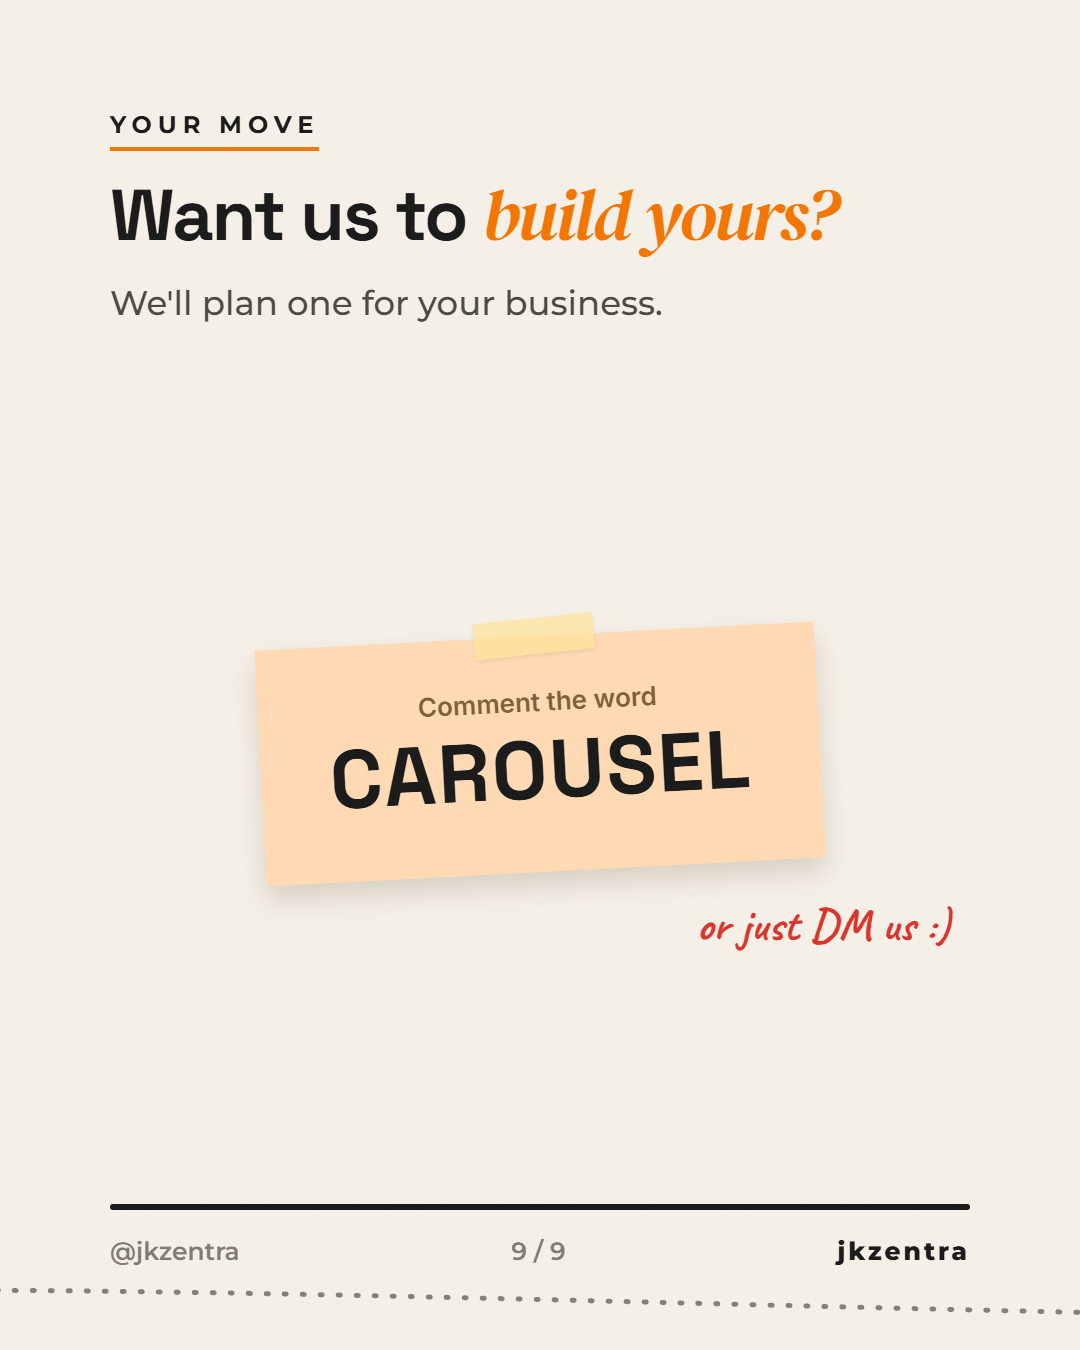 YOUR MOVE
Want us to build yours?
We'll plan one for your business.
Comment the word
CAROUSEL
or just DM us :)
@jkzentra
9 / 9
jkzentra